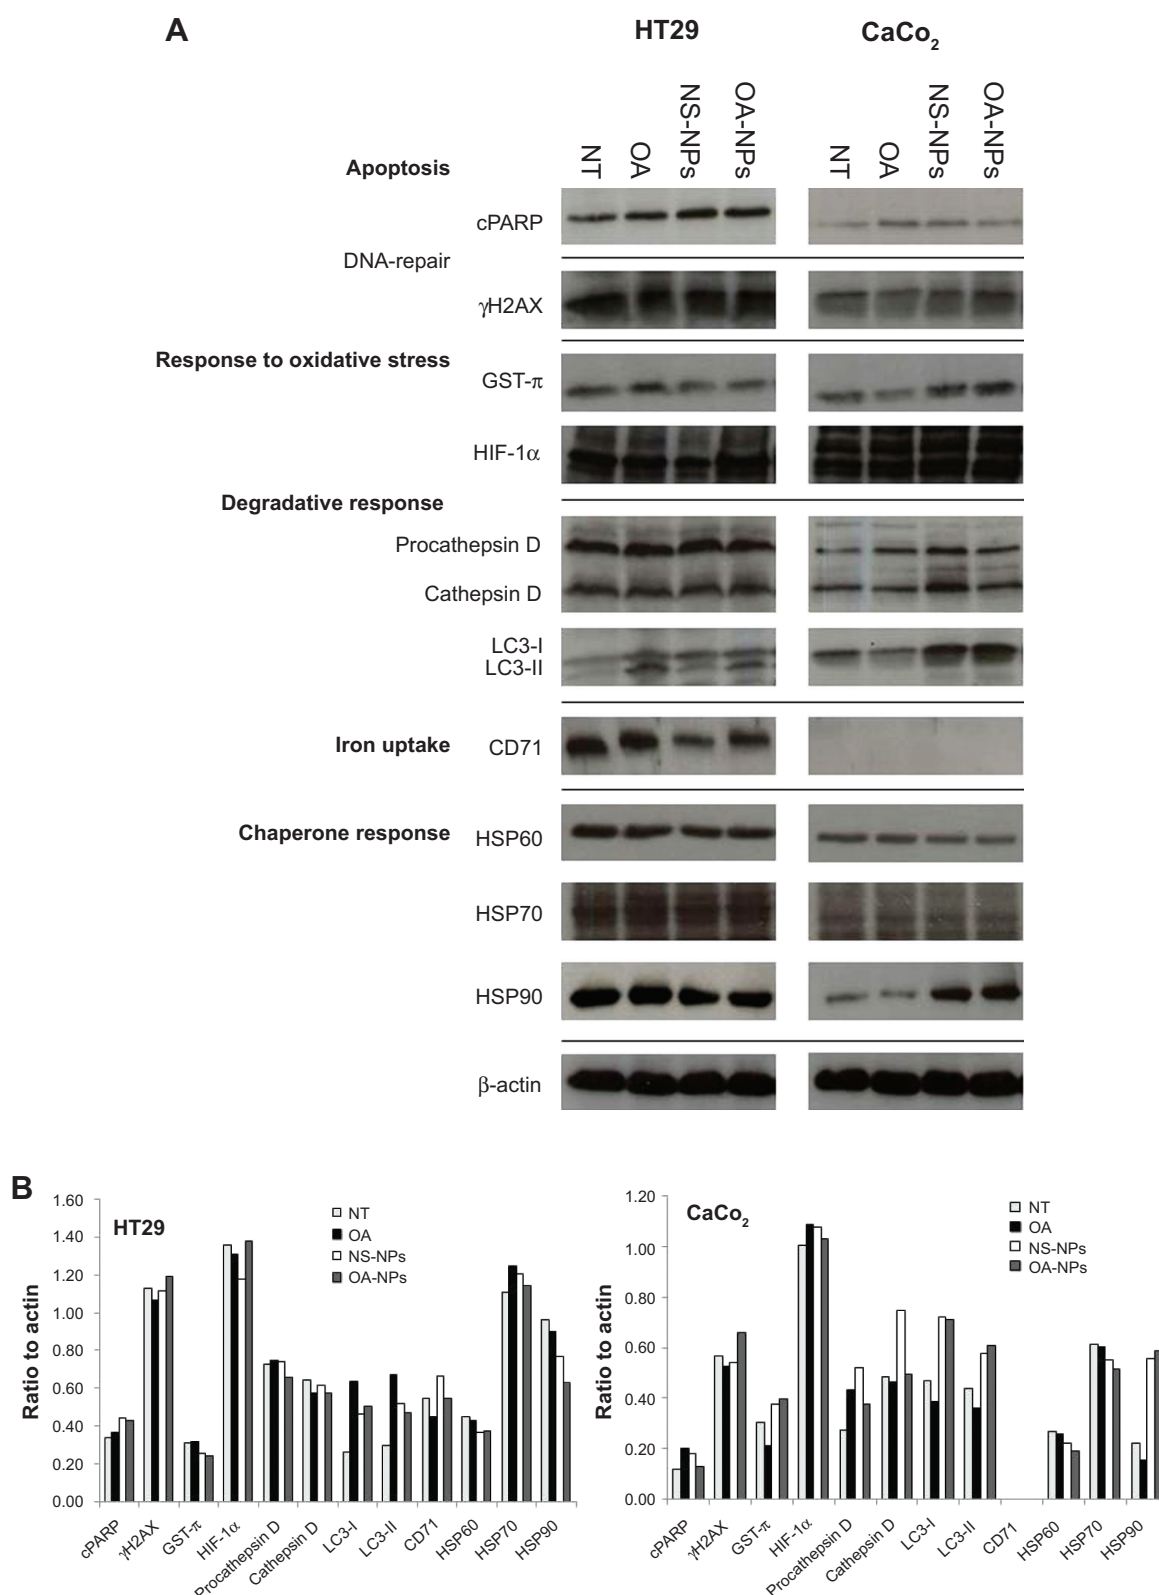 A
HT29
CaCo2
NT
OA
NS-NPs
OA-NPs
NT
OA
NS-NPs
OA-NPs
Apoptosis
cPARP
DNA-repair
γH2AX
Response to oxidative stress
GST-π
HIF-1α
Degradative response
Procathepsin D
Cathepsin D
LC3-I
LC3-II
Iron uptake
CD71
Chaperone response
HSP60
HSP70
HSP90
β-actin
B
HT29
NT
OA
NS-NPs
OA-NPs
Ratio to actin
1.60
1.40
1.20
1.00
0.80
0.60
0.40
0.20
0.00
cPARP
γH2AX
GST-π
HIF-1α
Procathepsin D
Cathepsin D
LC3-I
LC3-II
CD71
HSP60
HSP70
HSP90
CaCo2
NT
OA
NS-NPs
OA-NPs
Ratio to actin
1.20
1.00
0.80
0.60
0.40
0.20
0.00
cPARP
γH2AX
GST-π
HIF-1α
Procathepsin D
Cathepsin D
LC3-I
LC3-II
CD71
HSP60
HSP70
HSP90